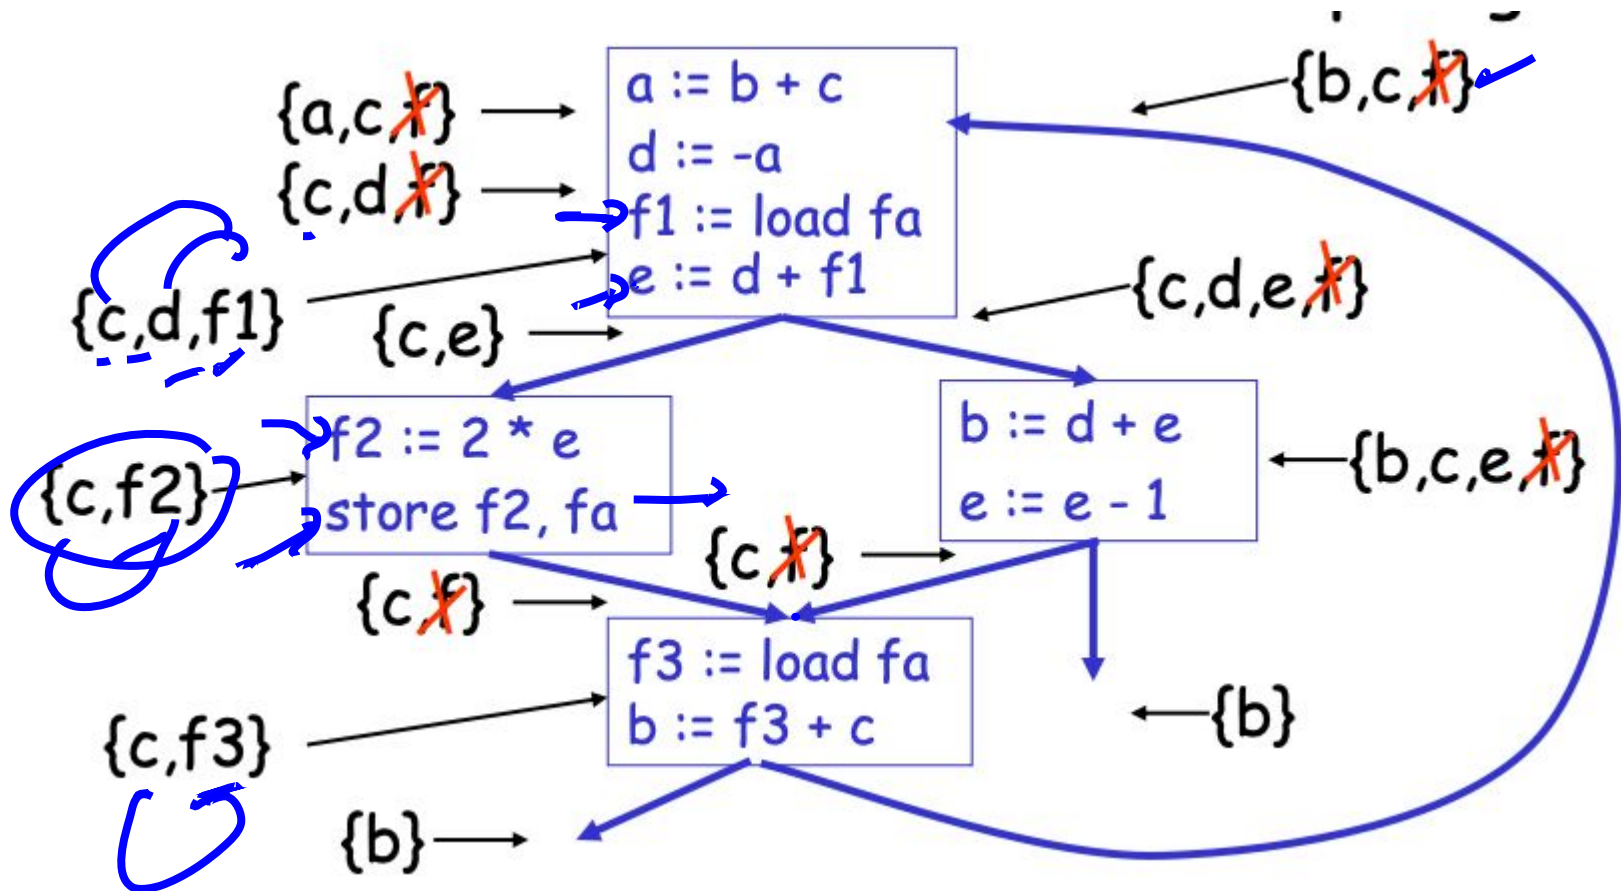 {b,c,f}
{a,c,f}
a := b + c
{c,d,f}
d := -a
f1 := load fa
e := d + f1
{c,d,f1}
{c,e}
{c,d,e,f}
f2 := 2 * e
store f2, fa
{c,f2}
b := d + e
e := e - 1
{b,c,e,f}
{c,f}
{c,f}
f3 := load fa
b := f3 + c
{c,f3}
{b}
{b}